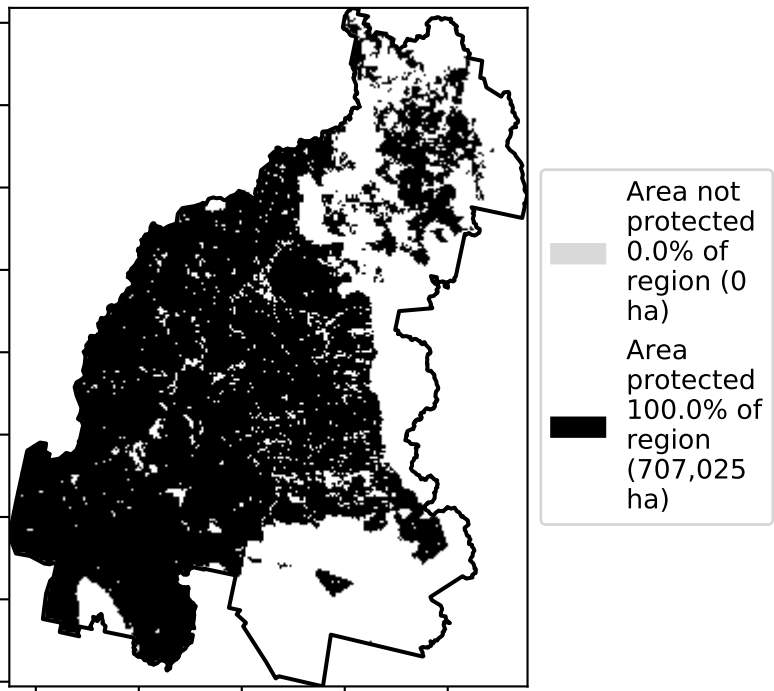 Area not
protected
0.0% of
region (0
ha)
Area
protected
100.0% of
region
(707,025
ha)